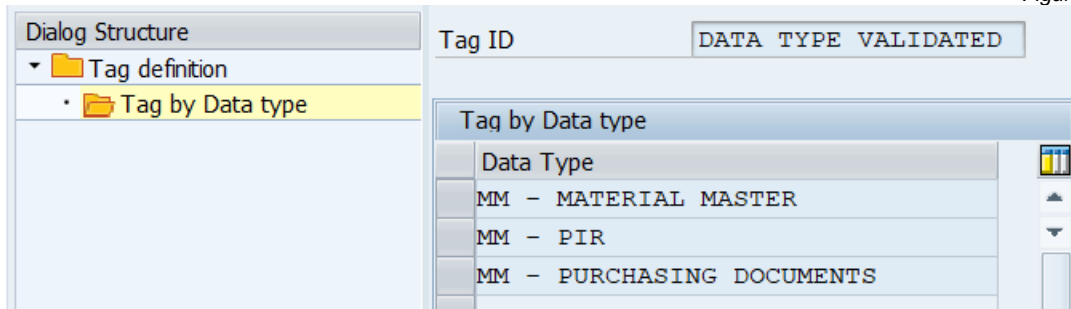 Dialog Structure
Tag definition
Tag by Data type
Tag ID DATA TYPE VALIDATED
Tag by Data type
Data Type
MM - MATERIAL MASTER
MM - PIR
MM - PURCHASING DOCUMENTS